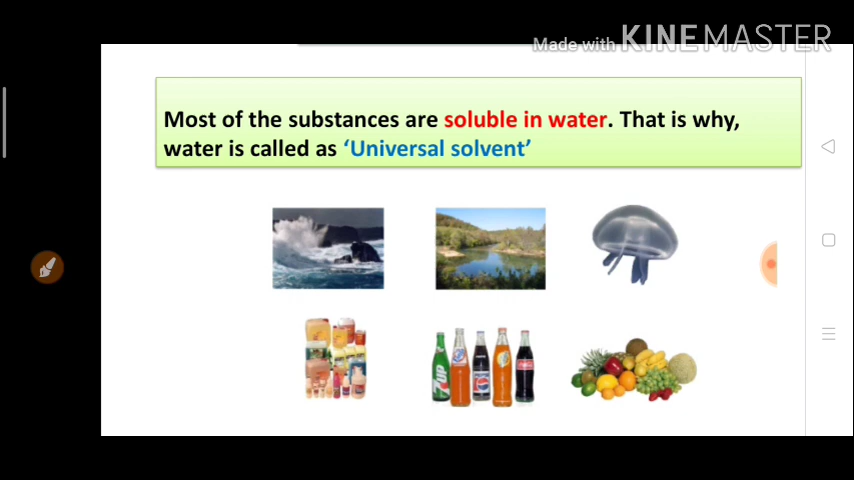 Made with KINEMASTER
Most of the substances are soluble in water. That is why,
water is called as ‘Universal solvent’
7UP